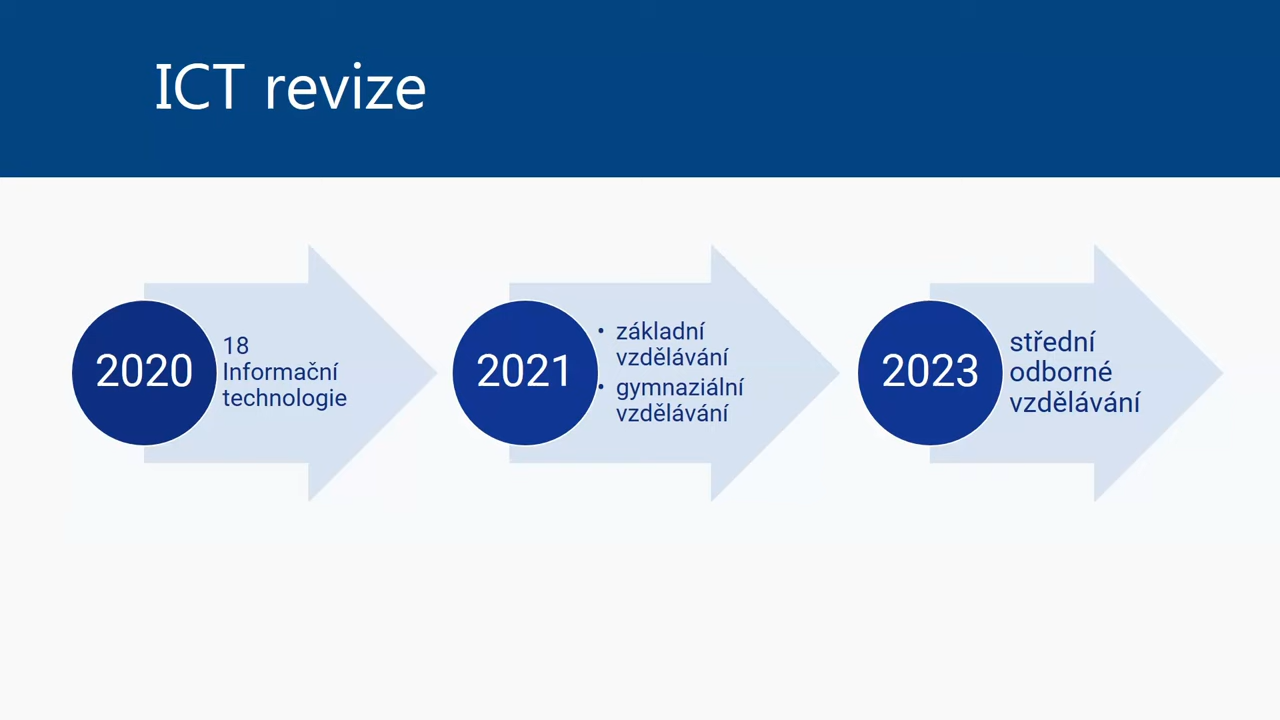 ICT revize
2020
18
Informační
technologie
2021
• základní
vzdělávání
• gymnaziální
vzdělávání
2023
střední
odborné
vzdělávání